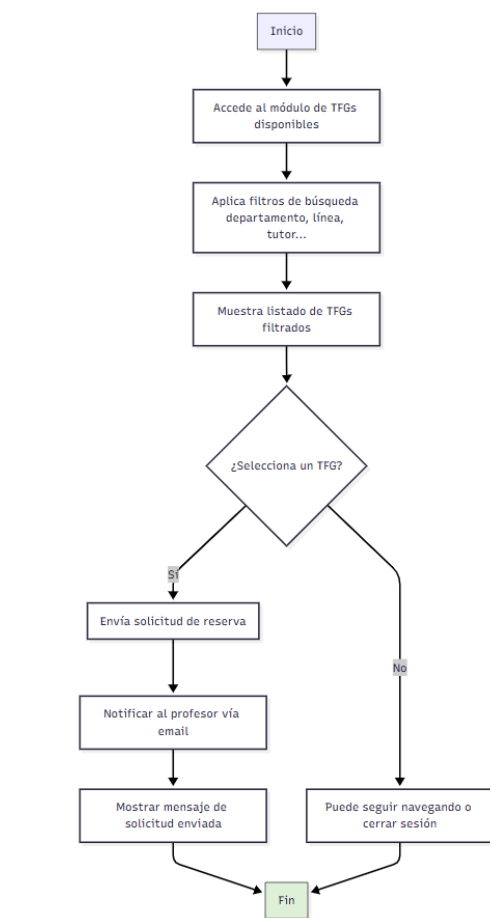 Inicio
Accede al módulo de TFGs
disponibles
Aplica filtros de búsqueda
departamento, línea,
tutor...
Muestra listado de TFGs
filtrados
¿Selecciona un TFG?
Sí
Envía solicitud de reserva
No
Notificar al profesor vía
email
Mostrar mensaje de
solicitud enviada
Puede seguir navegando o
cerrar sesión
Fin